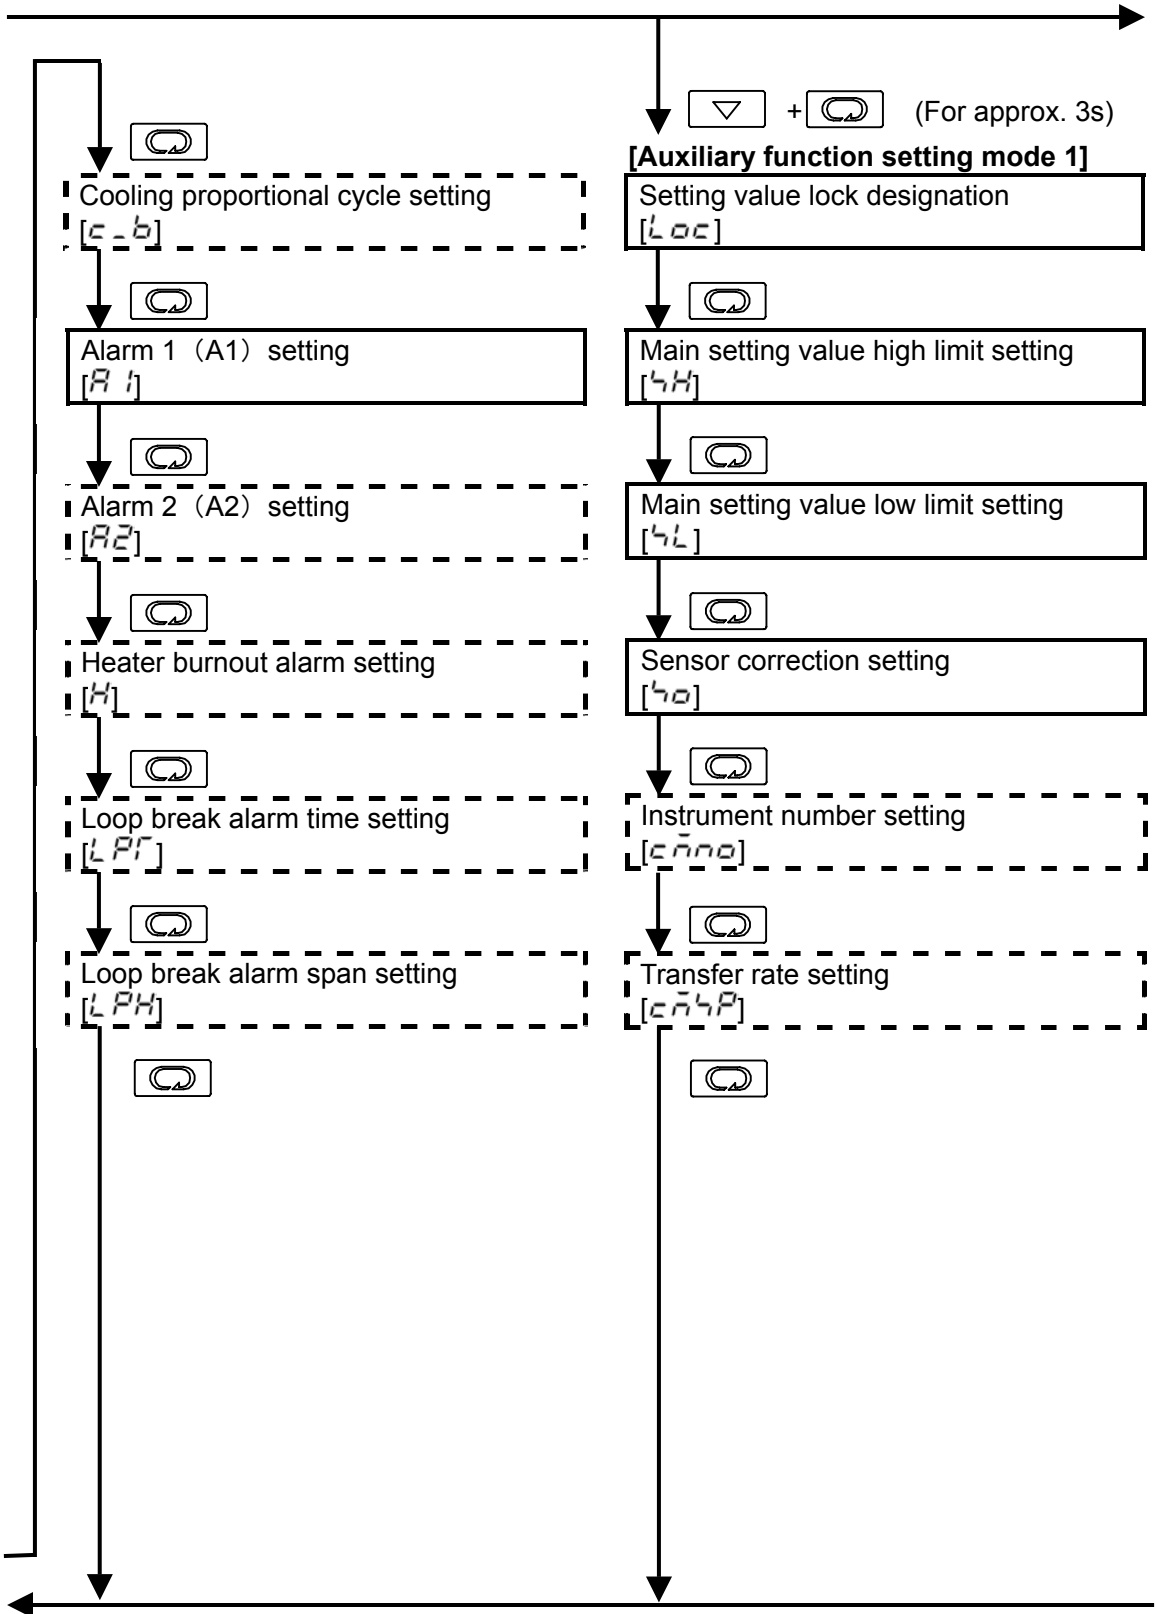 Cooling proportional cycle setting
[c_b]
Alarm 1（A1）setting
[A1]
Alarm 2（A2）setting
[A2]
Heater burnout alarm setting
[H]
Loop break alarm time setting
[LPT]
Loop break alarm span setting
[LPH]
+ (For approx. 3s)
[Auxiliary function setting mode 1]
Setting value lock designation
[Loc]
Main setting value high limit setting
[sH]
Main setting value low limit setting
[sL]
Sensor correction setting
[so]
Instrument number setting
[cmno]
Transfer rate setting
[cmsP]